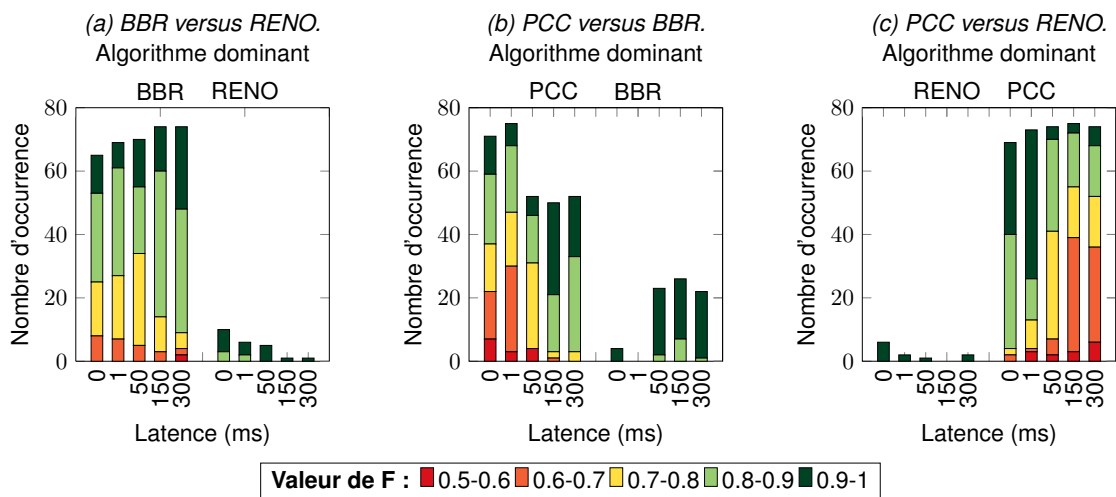 (a) BBR versus RENO.
Algorithme dominant
BBR RENO
Nombre d'occurrence
80
60
40
20
0
0 1 50 150 300 0 1 50 150 300
Latence (ms)
(b) PCC versus BBR.
Algorithme dominant
PCC BBR
Nombre d'occurrence
80
60
40
20
0
0 1 50 150 300 0 1 50 150 300
Latence (ms)
(c) PCC versus RENO.
Algorithme dominant
RENO PCC
Nombre d'occurrence
80
60
40
20
0
0 1 50 150 300 0 1 50 150 300
Latence (ms)
Valeur de F : 0.5-0.6 0.6-0.7 0.7-0.8 0.8-0.9 0.9-1